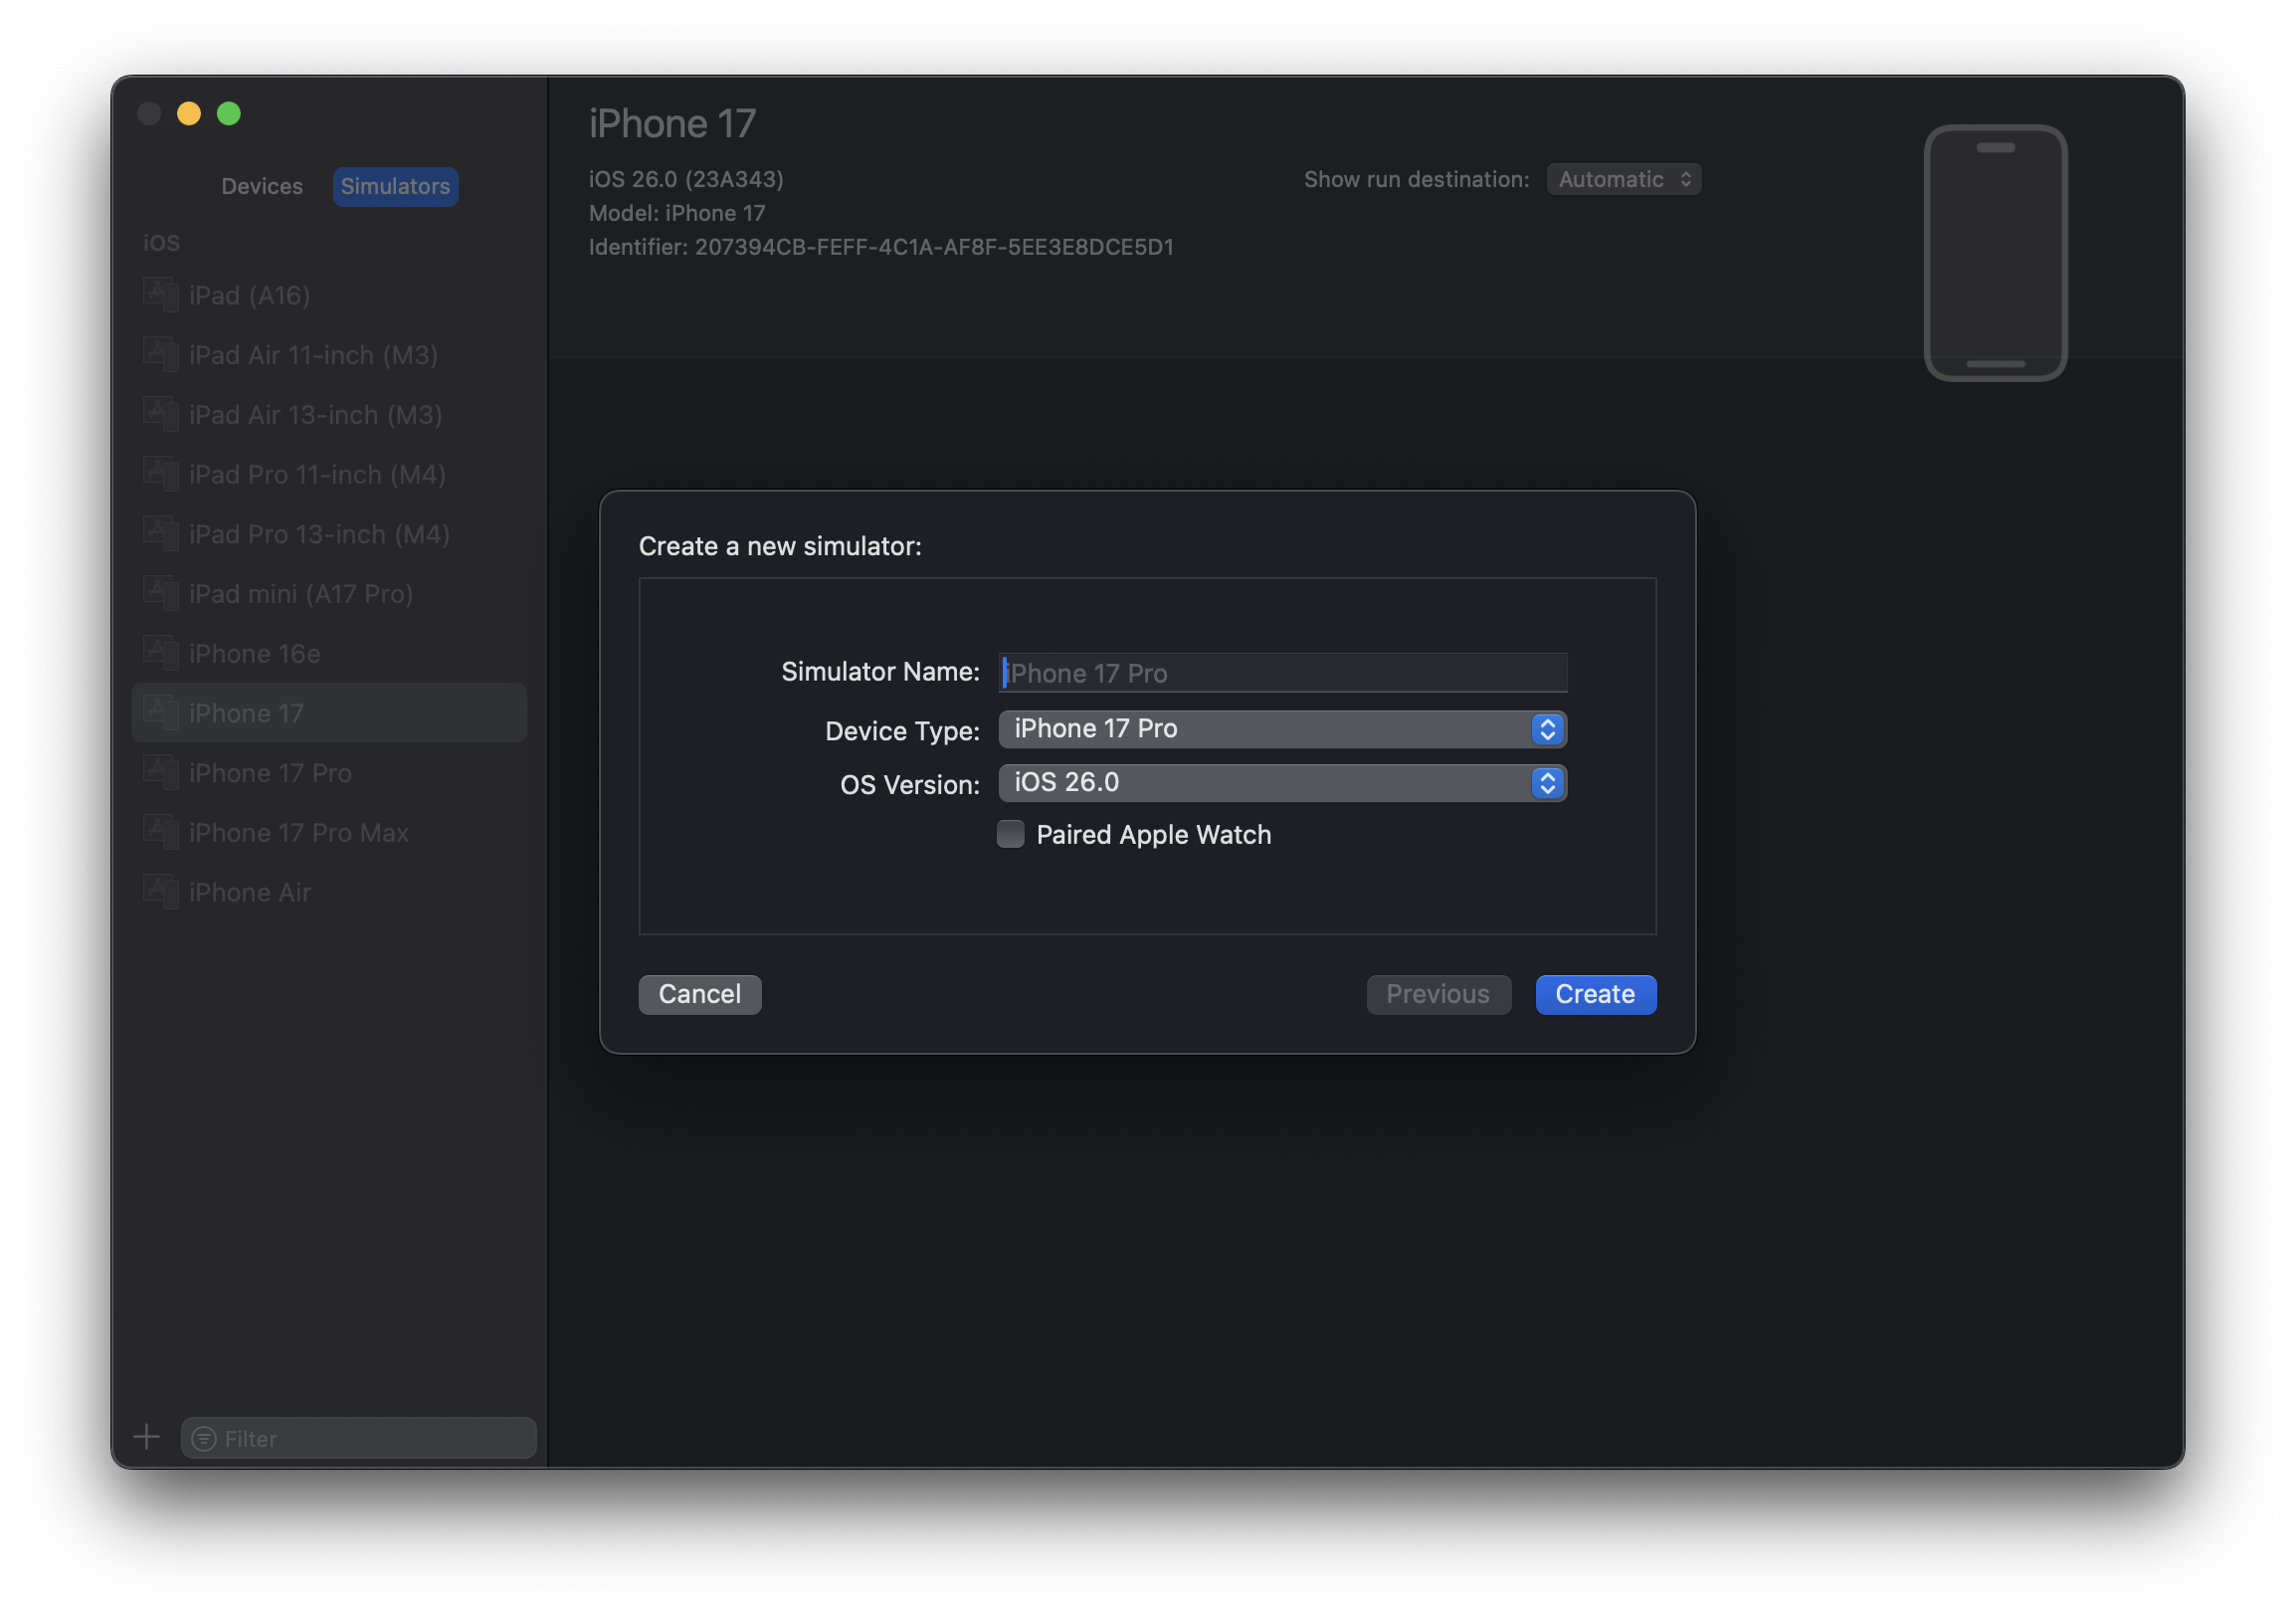 Devices
Simulators
iOS
iPad (A16)
iPad Air 11-inch (M3)
iPad Air 13-inch (M3)
iPad Pro 11-inch (M4)
iPad Pro 13-inch (M4)
iPad mini (A17 Pro)
iPhone 16e
iPhone 17
iPhone 17 Pro
iPhone 17 Pro Max
iPhone Air
Filter
iPhone 17
iOS 26.0 (23A343)
Model: iPhone 17
Identifier: 207394CB-FEFF-4C1A-AF8F-5EE3E8DCE5D1
Show run destination: Automatic
Create a new simulator:
Simulator Name: iPhone 17 Pro
Device Type: iPhone 17 Pro
OS Version: iOS 26.0
Paired Apple Watch
Cancel
Previous
Create